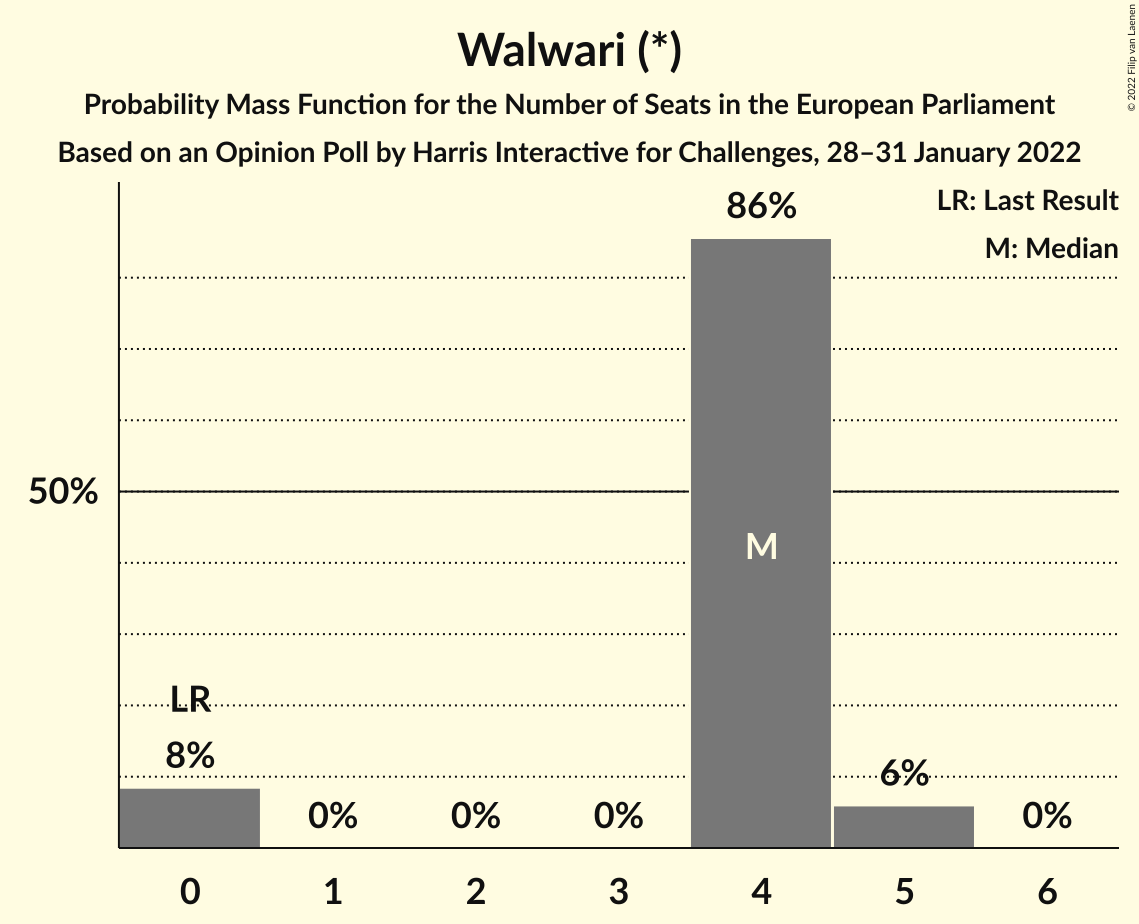 Walwari (*)
Probability Mass Function for the Number of Seats in the European Parliament
Based on an Opinion Poll by Harris Interactive for Challenges, 28–31 January 2022
© 2022 Filip van Laenen
LR: Last Result
M: Median
86%
50%
M
LR
8%
0%
0%
0%
6%
0%
0
1
2
3
4
5
6